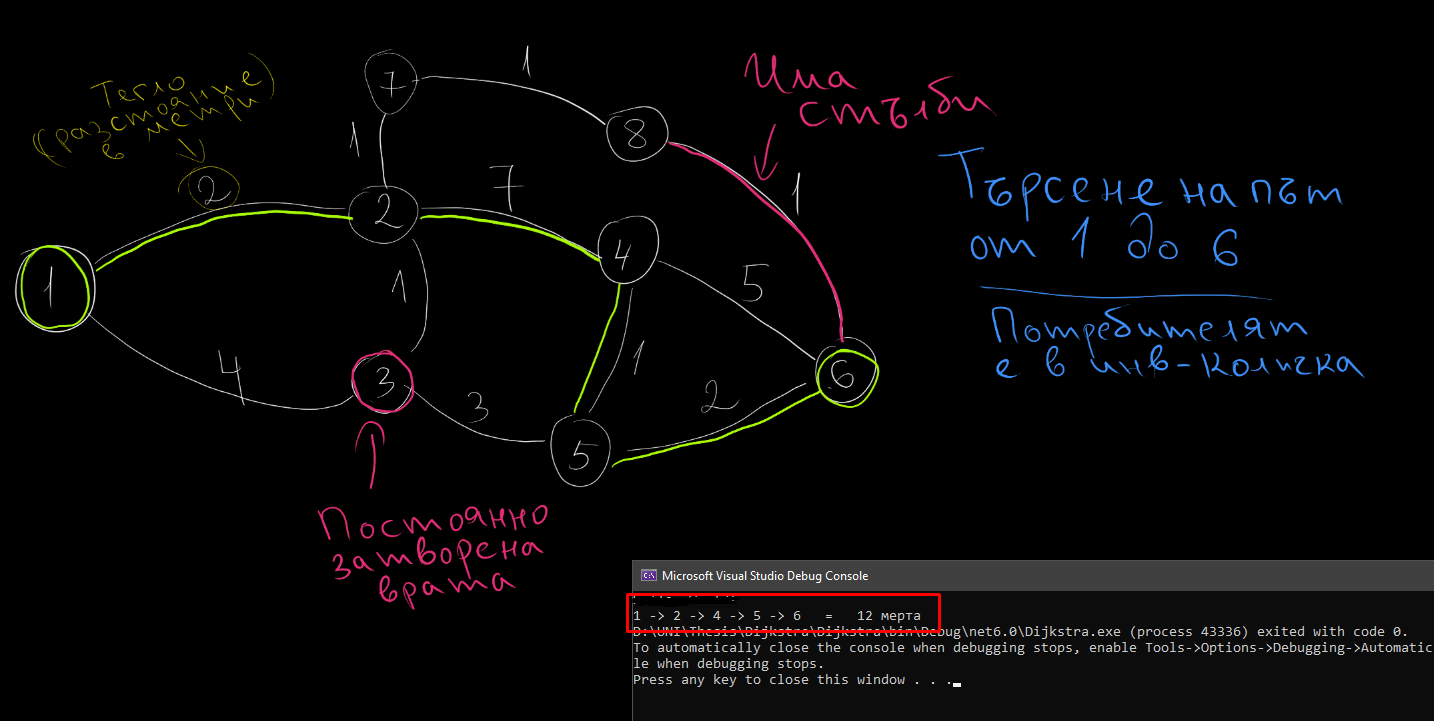 Тегло
(разстояние
в метри)
2
1
7
1
8
1
2
7
1
4
1
4
3
3
5
1
5
2
6
1
Има
стълби
Търсене на път
от 1 до 6
Потребителят
е в инв-количка
Постоянно
затворена
врата
Microsoft Visual Studio Debug Console
1 -> 2 -> 4 -> 5 -> 6 = 12 мерта
D:\UNI\Thesis\Dijkstra\Dijkstra\bin\Debug\net6.0\Dijkstra.exe (process 43336) exited with code 0.
To automatically close the console when debugging stops, enable Tools->Options->Debugging->Automatic
le when debugging stops.
Press any key to close this window . . .